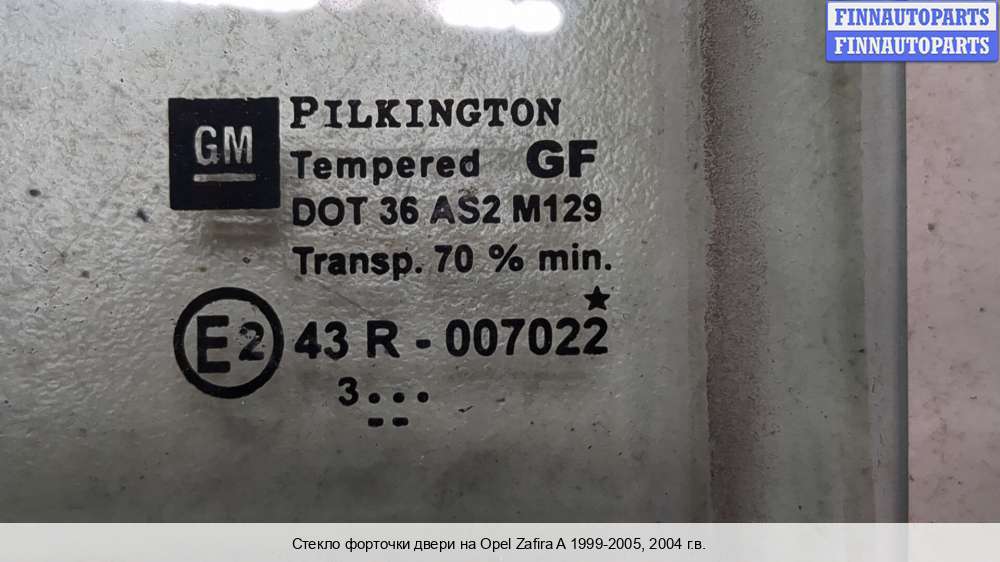 FINNAUTOPARTS
FINNAUTOPARTS
GM
PILKINGTON
Tempered GF
DOT 36 AS2 M129
Transp. 70 % min.
★
E2 43 R - 007022
3...
--
Стекло форточки двери на Opel Zafira A 1999-2005, 2004 г.в.